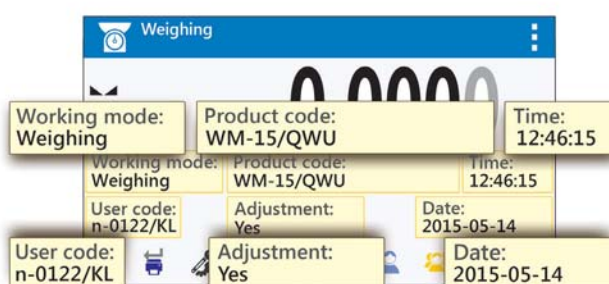 Weighing
0.0000
Working mode:
Weighing
Product code:
WM-15/QWU
Time:
12:46:15
Working mode:
Weighing
Product code:
WM-15/QWU
Time:
12:46:15
User code:
n-0122/KL
Adjustment:
Yes
Date:
2015-05-14
User code:
n-0122/KL
Adjustment:
Yes
Date:
2015-05-14